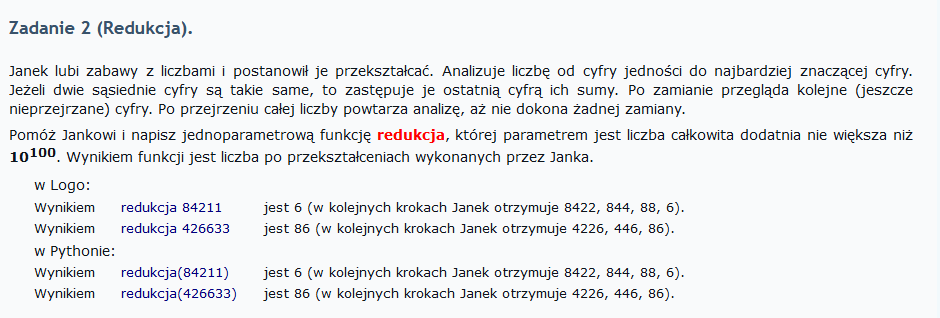 Zadanie 2 (Redukcja).
Janek lubi zabawy z liczbami i postanowił je przekształcać. Analizuje liczbę od cyfry jedności do najbardziej znaczącej cyfry.
Jeżeli dwie sąsiednie cyfry są takie same, to zastępuje je ostatnią cyfrą ich sumy. Po zamianie przegląda kolejne (jeszcze
nieprzejrzane) cyfry. Po przejrzeniu całej liczby powtarza analizę, aż nie dokona żadnej zamiany.
Pomóż Jankowi i napisz jednoparametrową funkcję redukcja, której parametrem jest liczba całkowita dodatnia nie większa niż
10^100. Wynikiem funkcji jest liczba po przekształceniach wykonanych przez Janka.
w Logo:
Wynikiem redukcja 84211 jest 6 (w kolejnych krokach Janek otrzymuje 8422, 844, 88, 6).
Wynikiem redukcja 426633 jest 86 (w kolejnych krokach Janek otrzymuje 4226, 446, 86).
w Pythonie:
Wynikiem redukcja(84211) jest 6 (w kolejnych krokach Janek otrzymuje 8422, 844, 88, 6).
Wynikiem redukcja(426633) jest 86 (w kolejnych krokach Janek otrzymuje 4226, 446, 86).